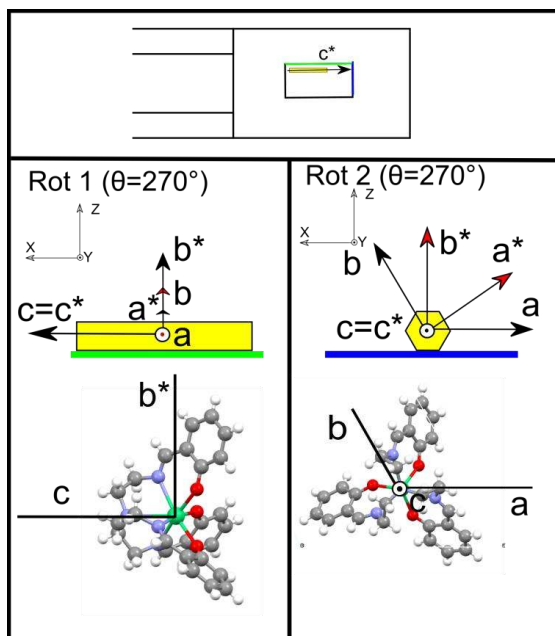 c*
Rot 1 (θ=270°)
Z
X
Y
b*
b
a*
c=c*
a
b*
c
Rot 2 (θ=270°)
Z
X
Y
b
b*
a*
c=c*
a
b
c
a